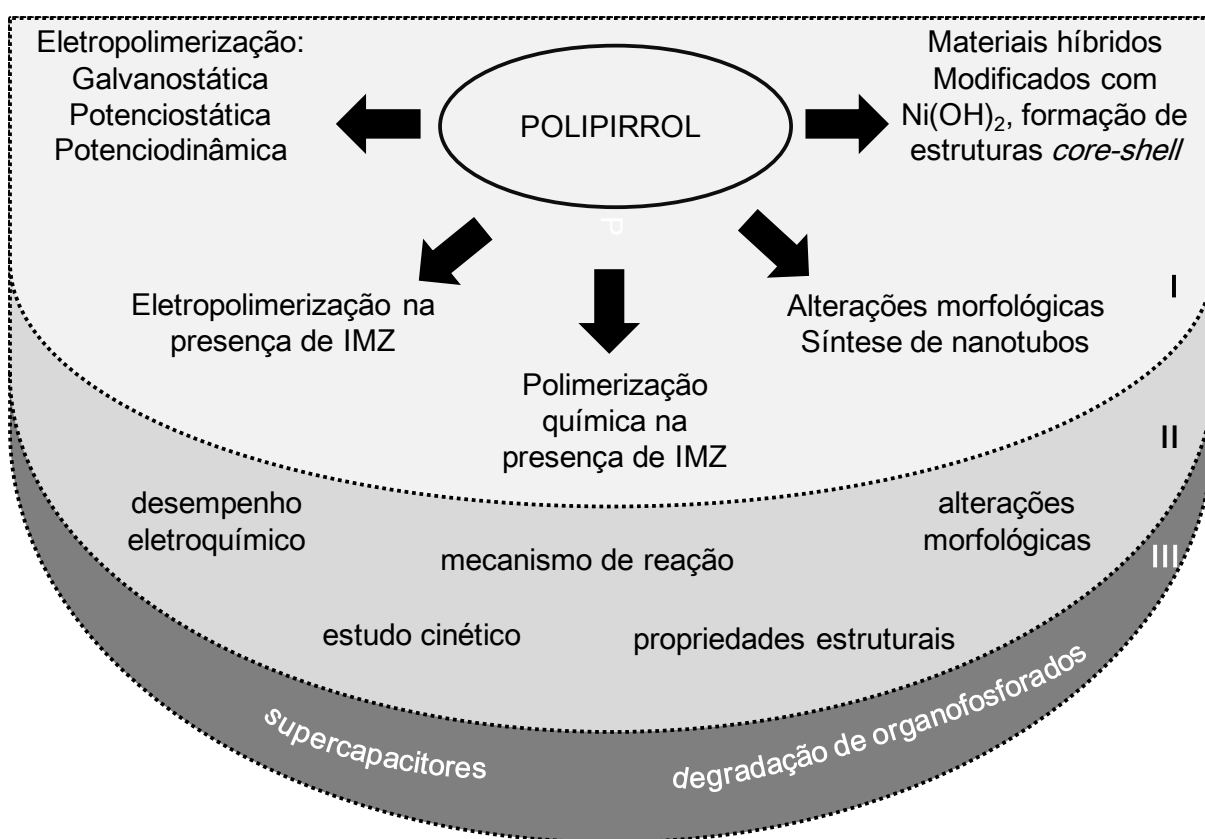 Eletropolimerização:
Galvanostática
Potenciostática
Potenciodinâmica
POLIPIRROL
P
Materiais híbridos
Modificados com
Ni(OH)₂, formação de
estruturas core-shell
Eletropolimerização na
presença de IMZ
Polimerização
química na
presença de IMZ
Alterações morfológicas
Síntese de nanotubos
I
desempenho
eletroquímico
mecanismo de reação
alterações
morfológicas
estudo cinético
propriedades estruturais
II
supercapacitores
degradação de organofosforados
III